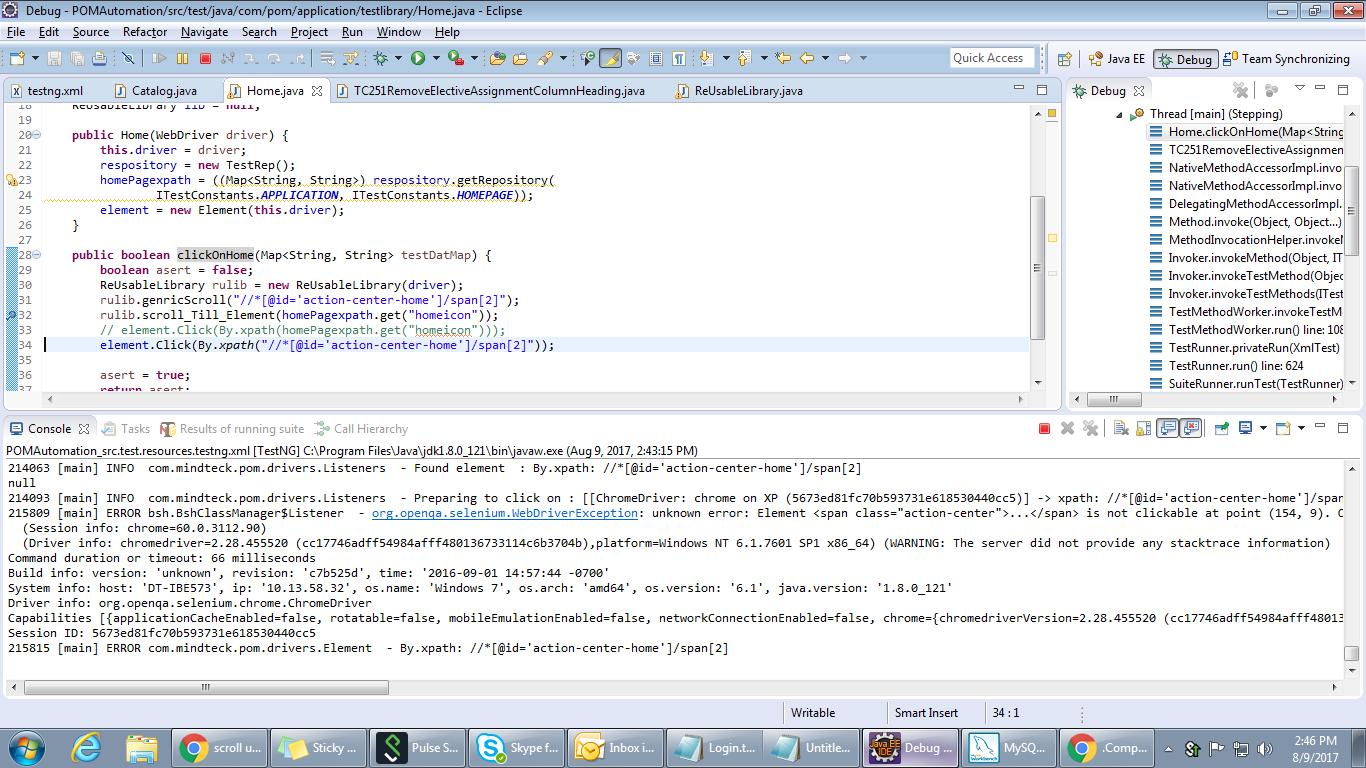 Debug - POMAutomation/src/test/java/com/pom/application/testlibrary/Home.java - Eclipse
File Edit Source Refactor Navigate Search Project Run Window Help
Quick Access Java EE Debug Team Synchronizing
testng.xml Catalog.java Home.java TC251RemoveElectiveAssignmentColumnHeading.java ReUsableLibrary.java
18 ReUsableLibrary lib = null;
19
20 public Home(WebDriver driver) {
21 this.driver = driver;
22 respository = new TestRep();
23 homePagexpath = ((Map<String, String>) respository.getRepository(
24 ITestConstants.APPLICATION, ITestConstants.HOMEPAGE));
25 element = new Element(this.driver);
26 }
27
28 public boolean clickOnHome(Map<String, String> testDatMap) {
29 boolean asert = false;
30 ReUsableLibrary rulib = new ReUsableLibrary(driver);
31 rulib.genricScroll("//*[@id='action-center-home']/span[2]");
32 rulib.scroll_Till_Element(homePagexpath.get("homeicon"));
33 // element.Click(By.xpath(homePagexpath.get("homeicon")));
34 element.Click(By.xpath("//*[@id='action-center-home']/span[2]"));
35
36 asert = true;
37 return asert;
Debug
Thread [main] (Stepping)
Home.clickOnHome(Map<String
TC251RemoveElectiveAssignmen
NativeMethodAccessorImpl.invo
NativeMethodAccessorImpl.invo
DelegatingMethodAccessorImpl.
Method.invoke(Object, Object...)
MethodInvocationHelper.invokeM
Invoker.invokeMethod(Object, IT
Invoker.invokeTestMethod(Objec
Invoker.invokeTestMethods(ITest
TestMethodWorker.invokeTestM
TestMethodWorker.run() line: 108
TestRunner.privateRun(XmlTest)
TestRunner.run() line: 624
SuiteRunner.runTest(TestRunner)
Console Tasks Results of running suite Call Hierarchy
POMAutomation_src.test.resources.testng.xml [TestNG] C:\Program Files\Java\jdk1.8.0_121\bin\javaw.exe (Aug 9, 2017, 2:43:15 PM)
214063 [main] INFO com.mindteck.pom.drivers.Listeners - Found element : By.xpath: //*[@id='action-center-home']/span[2]
null
214093 [main] INFO com.mindteck.pom.drivers.Listeners - Preparing to click on : [[ChromeDriver: chrome on XP (5673ed81fc70b593731e618530440cc5)] -> xpath: //*[@id='action-center-home']/span
215809 [main] ERROR bsh.BshClassManager$Listener - org.openqa.selenium.WebDriverException: unknown error: Element <span class="action-center">...</span> is not clickable at point (154, 9). O
(Session info: chrome=60.0.3112.90)
(Driver info: chromedriver=2.28.455520 (cc17746adff54984afff480136733114c6b3704b),platform=Windows NT 6.1.7601 SP1 x86_64) (WARNING: The server did not provide any stacktrace information)
Command duration or timeout: 66 milliseconds
Build info: version: 'unknown', revision: 'c7b525d', time: '2016-09-01 14:57:44 -0700'
System info: host: 'DT-IBE573', ip: '10.13.58.32', os.name: 'Windows 7', os.arch: 'amd64', os.version: '6.1', java.version: '1.8.0_121'
Driver info: org.openqa.selenium.chrome.ChromeDriver
Capabilities [{applicationCacheEnabled=false, rotatable=false, mobileEmulationEnabled=false, networkConnectionEnabled=false, chrome={chromedriverVersion=2.28.455520 (cc17746adff54984afff48013
Session ID: 5673ed81fc70b593731e618530440cc5
215815 [main] ERROR com.mindteck.pom.drivers.Element - By.xpath: //*[@id='action-center-home']/span[2]
Writable Smart Insert 34 : 1
scroll u... Sticky ... Pulse S... Skype f... Inbox i... Login.t... Untitle... Debug ... MySQ... .Comp... 2:46 PM
8/9/2017